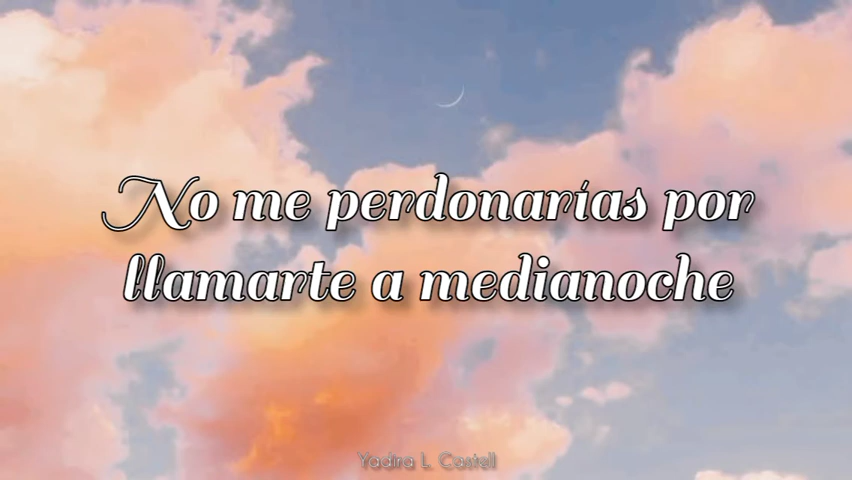 No me perdonarías por
llamarte a medianoche
Yadira L. Castell